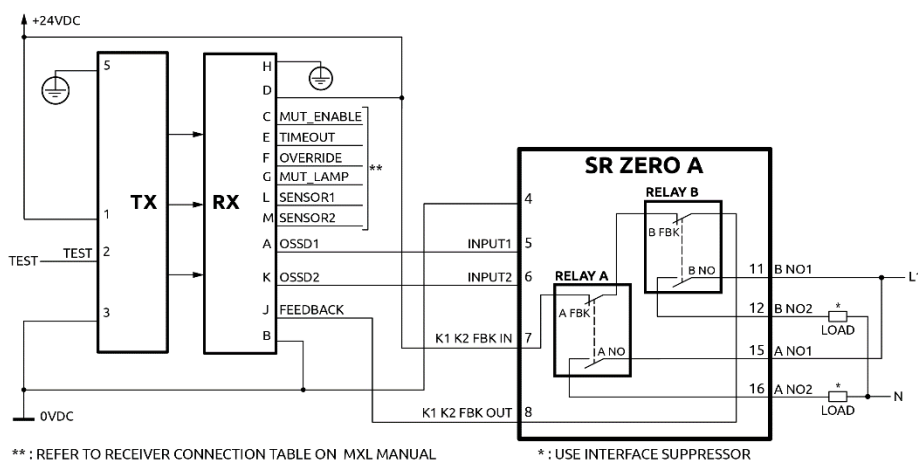 +24VDC
5
H
D
C MUT_ENABLE
E TIMEOUT
F OVERRIDE
G MUT_LAMP
L SENSOR1
M SENSOR2
**
TX
RX
1
TEST
TEST
2
3
A OSSD1
K OSSD2
J FEEDBACK
B
0VDC
SR ZERO A
4
INPUT1 5
INPUT2 6
K1 K2 FBK IN 7
K1 K2 FBK OUT 8
RELAY B
B FBK
B NO
RELAY A
A FBK
A NO
11 B NO1
12 B NO2
15 A NO1
16 A NO2
*
LOAD
*
LOAD
N
** : REFER TO RECEIVER CONNECTION TABLE ON MXL MANUAL
* : USE INTERFACE SUPPRESSOR